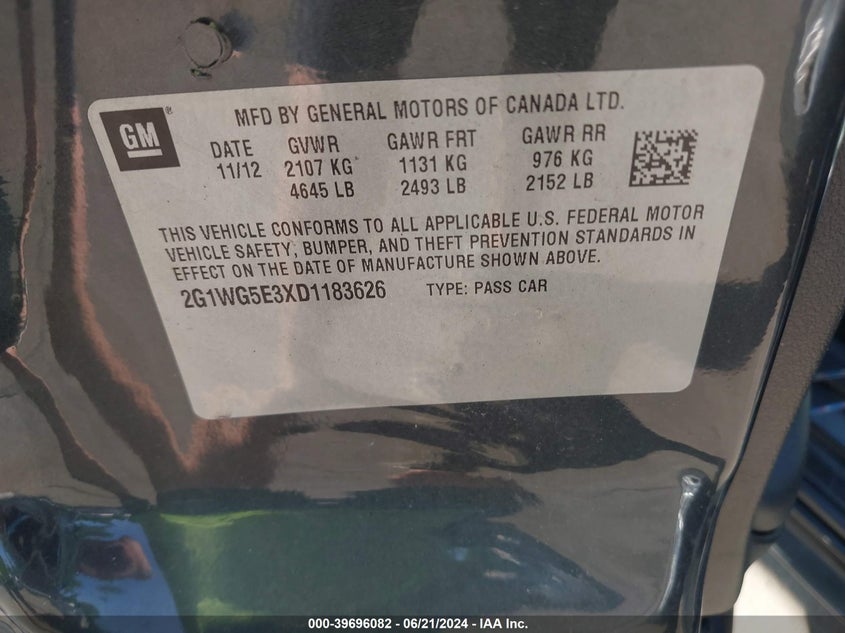 GM®
MFD BY GENERAL MOTORS OF CANADA LTD.
DATE GVWR GAWR FRT GAWR RR
11/12 2107 KG 1131 KG 976 KG
4645 LB 2493 LB 2152 LB
THIS VEHICLE CONFORMS TO ALL APPLICABLE U.S. FEDERAL MOTOR
VEHICLE SAFETY, BUMPER, AND THEFT PREVENTION STANDARDS IN
EFFECT ON THE DATE OF MANUFACTURE SHOWN ABOVE.
2G1WG5E3XD1183626 TYPE: PASS CAR
000-39696082 - 06/21/2024 - IAA Inc.